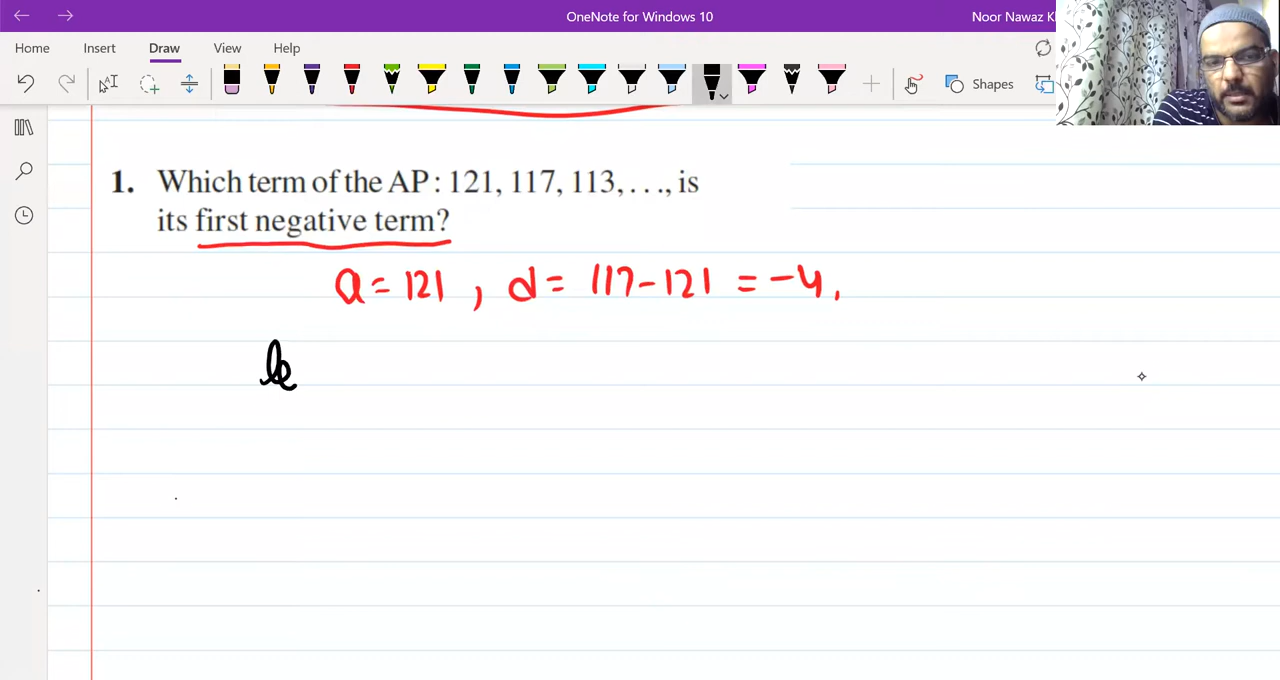 OneNote for Windows 10
Noor Nawaz
Home Insert Draw View Help
Shapes
1. Which term of the AP : 121, 117, 113, . . ., is
its first negative term?
a = 121 , d = 117 - 121 = -4,
le